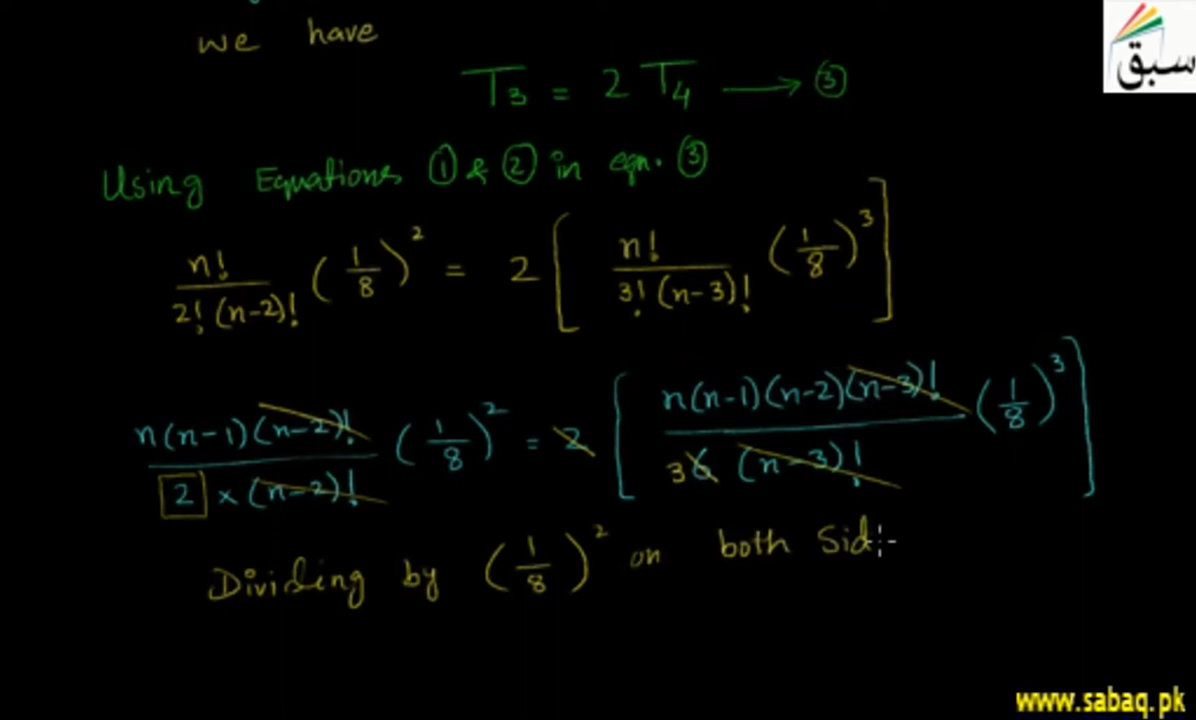 we have
سبق
T₃ = 2 T₄ → ③
Using Equations ① & ② in eqn. ③
n!/2!(n-2)! (1/8)² = 2 [ n!/3!(n-3)! (1/8)³ ]
n(n-1)(n-2)!/2 × (n-2)! (1/8)² = 2 [ n(n-1)(n-2)(n-3)!/3 6 (n-3)! (1/8)³ ]
Dividing by (1/8)² on both Sid
www.sabaq.pk